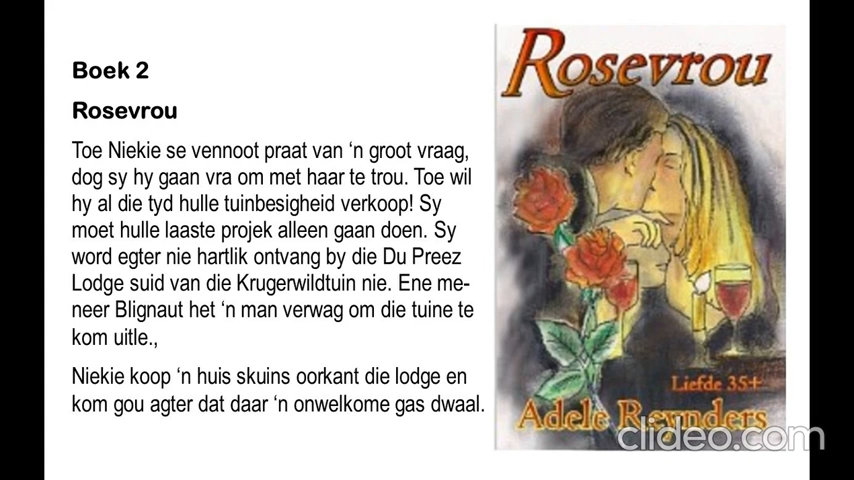 Boek 2
Rosevrou
Toe Niekie se vennoot praat van ‘n groot vraag,
dog sy hy gaan vra om met haar te trou. Toe wil
hy al die tyd hulle tuinbesigheid verkoop! Sy
moet hulle laaste projek alleen gaan doen. Sy
word egter nie hartlik ontvang by die Du Preez
Lodge suid van die Krugerwildtuin nie. Ene me-
neer Blignaut het ‘n man verwag om die tuine te
kom uitle.,
Niekie koop ‘n huis skuins oorkant die lodge en
kom gou agter dat daar ‘n onwelkome gas dwaal.
Rosevrou
Liefde 35+
Adele Reynders
clideo.com